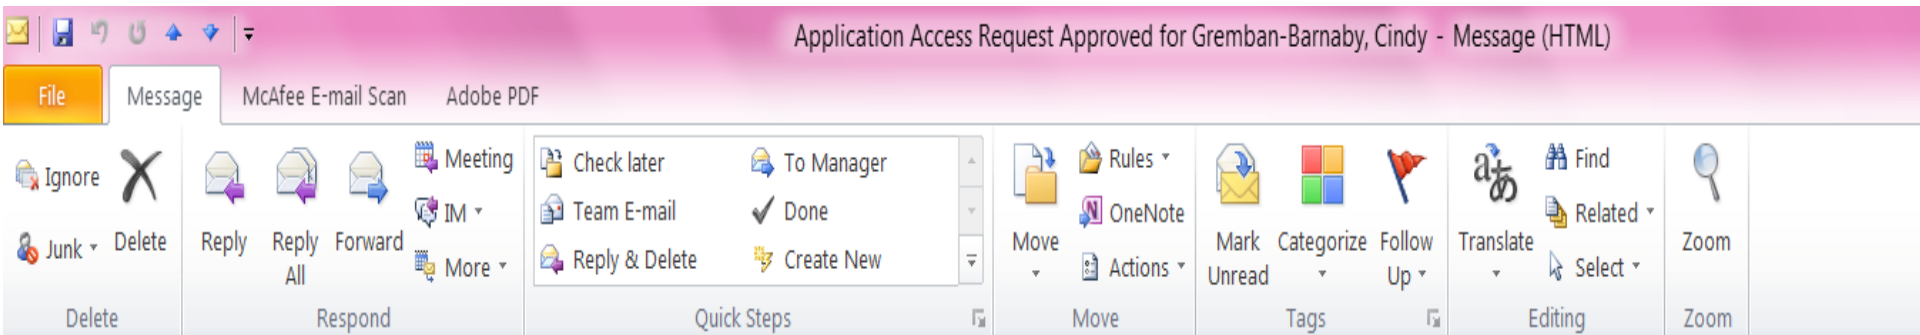 Application Access Request Approved for Gremban-Barnaby, Cindy - Message (HTML)
File Message McAfee E-mail Scan Adobe PDF
Ignore
Junk
Delete
Delete
Reply
Reply
All
Forward
Meeting
IM
More
Respond
Check later
To Manager
Team E-mail
Done
Reply & Delete
Create New
Quick Steps
Move
Rules
OneNote
Actions
Move
Mark
Unread
Categorize
Follow
Up
Tags
Translate
Find
Related
Select
Editing
Zoom
Zoom